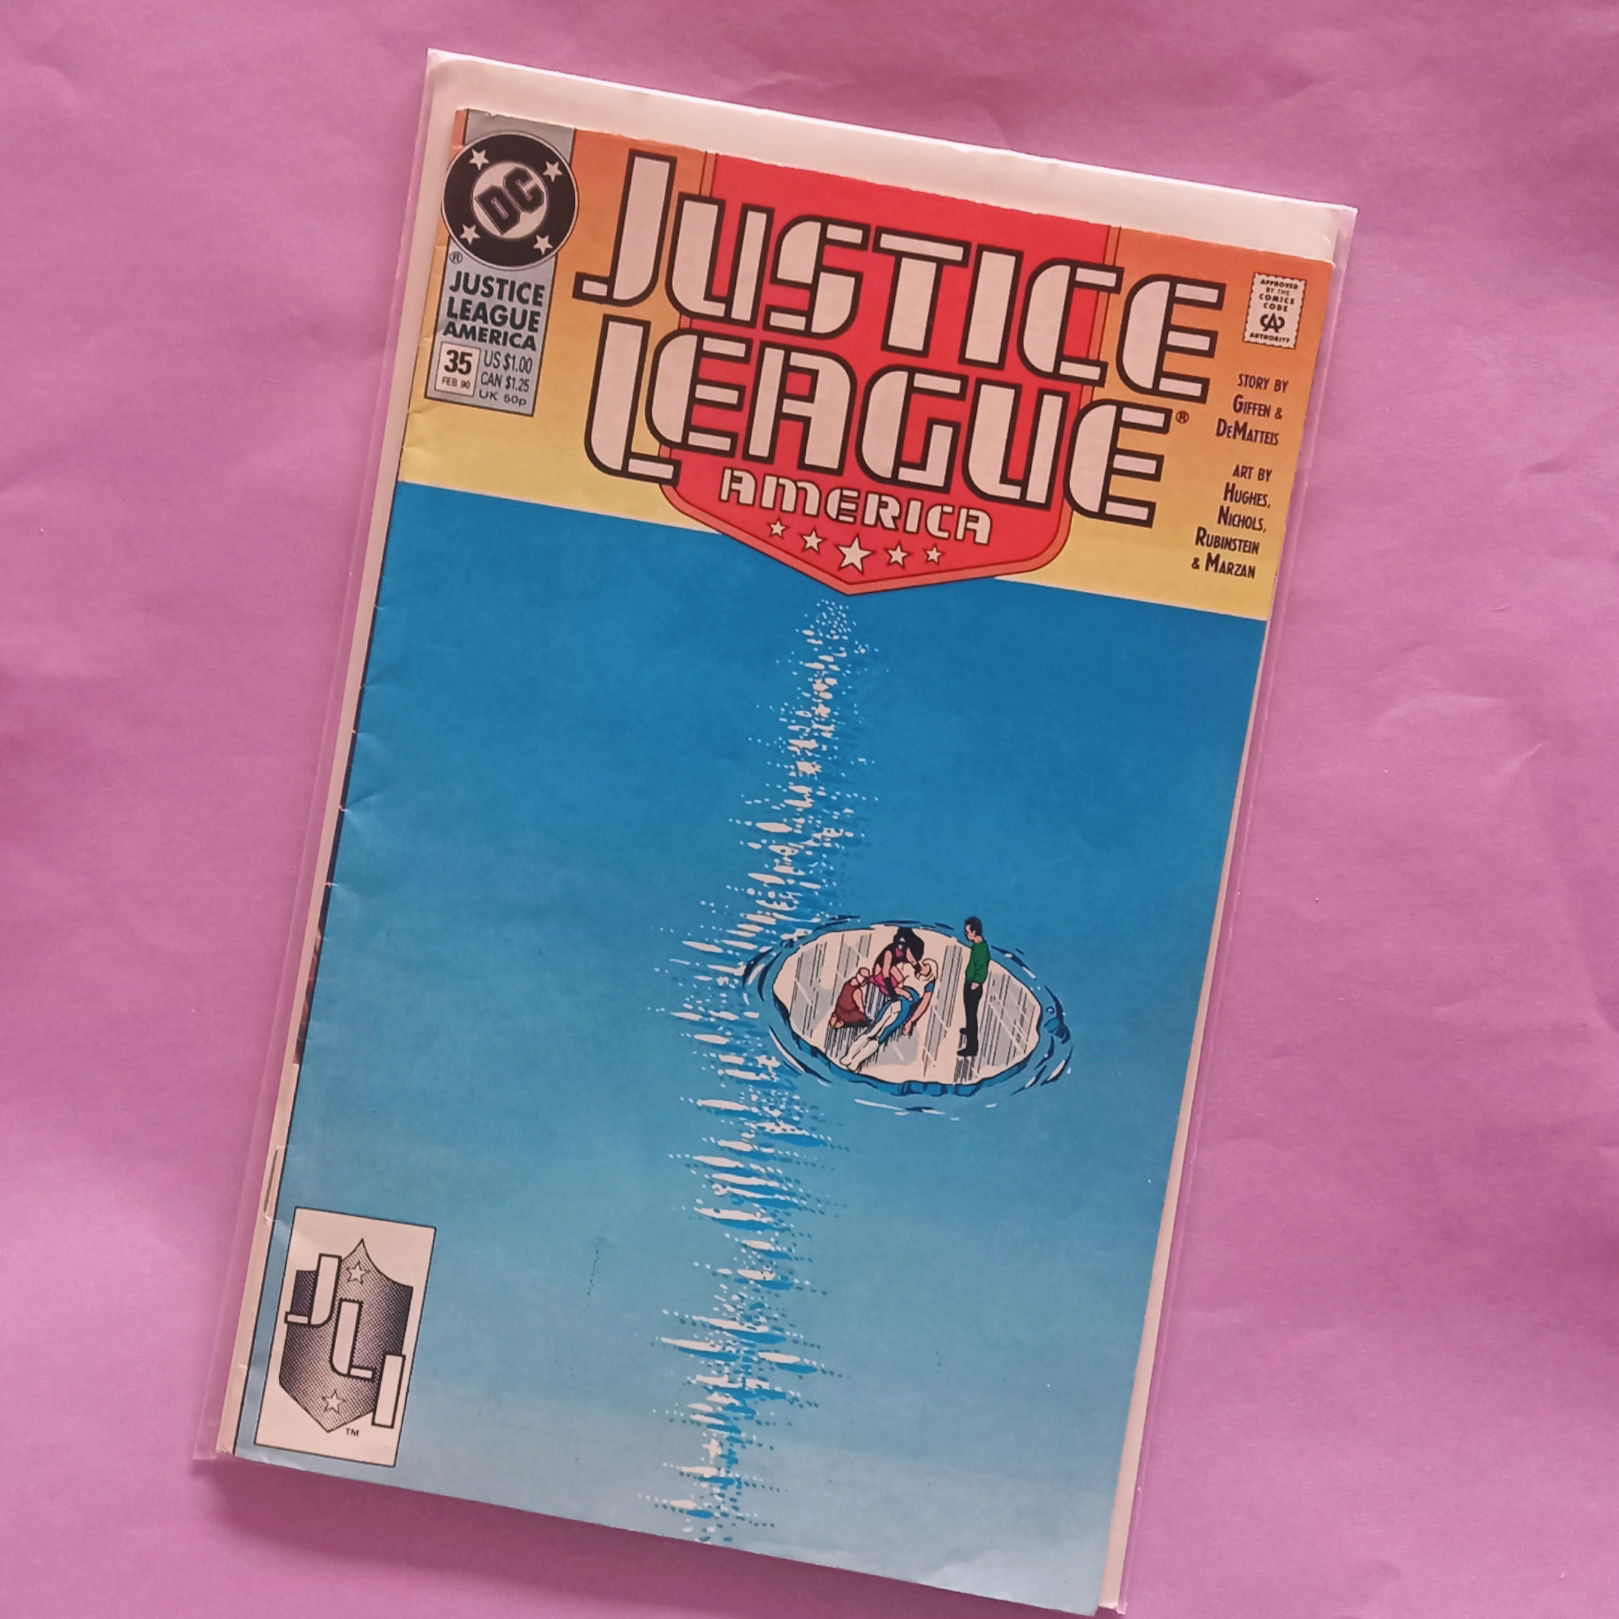 DC
®
JUSTICE
LEAGUE
AMERICA
35
FEB 90
US $1.00
CAN $1.25
UK 50p
JUSTICE
LEAGUE®
AMERICA
APPROVED
BY THE
COMICS
CODE
CA
AUTHORITY
STORY BY
GIFFEN &
DEMATTEIS
ART BY
HUGHES,
NICHOLS,
RUBINSTEIN
& MARZAN
JLI
TM